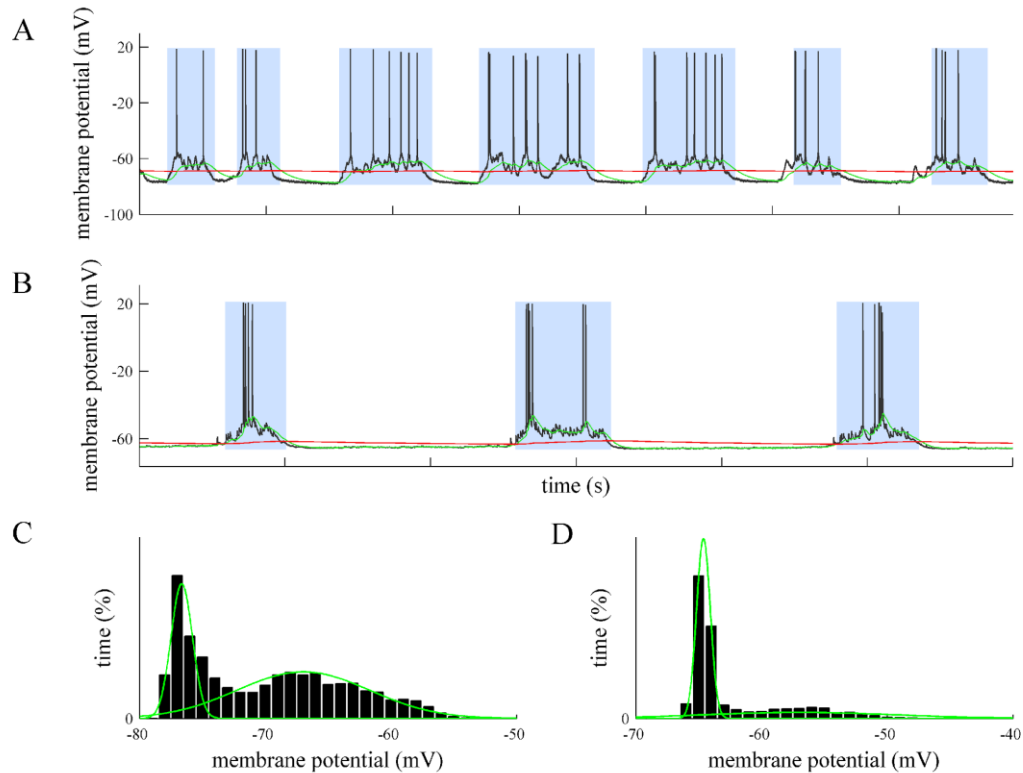 A
membrane potential (mV)
20
-20
-60
-100
B
membrane potential (mV)
20
-20
-60
time (s)
C
time (%)
0
-80
-70
-60
-50
membrane potential (mV)
D
time (%)
0
-70
-60
-50
-40
membrane potential (mV)